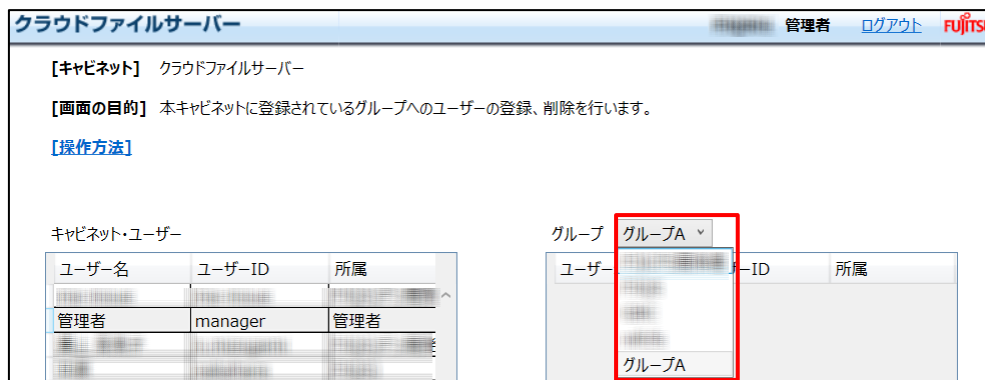 クラウドファイルサーバー
管理者 ログアウト
[キャビネット] クラウドファイルサーバー
[画面の目的] 本キャビネットに登録されているグループへのユーザーの登録、削除を行います。
[操作方法]
キャビネット・ユーザー
グループ グループA
ユーザー名 ユーザーID 所属
ユーザー ーID 所属
管理者 manager 管理者
グループA